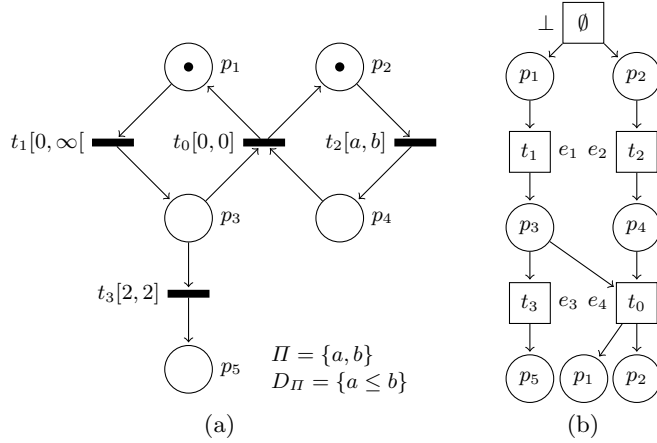 ⊥ ∅
p₁ p₂ p₁ p₂
t₁[0, ∞[ t₀[0, 0] t₂[a, b] t₁ e₁ e₂ t₂
p₃ p₄ p₃ p₄
t₃[2, 2] t₃ e₃ e₄ t₀
p₅ Π = {a, b} p₅ p₁ p₂
D_Π = {a ≤ b}
(a) (b)